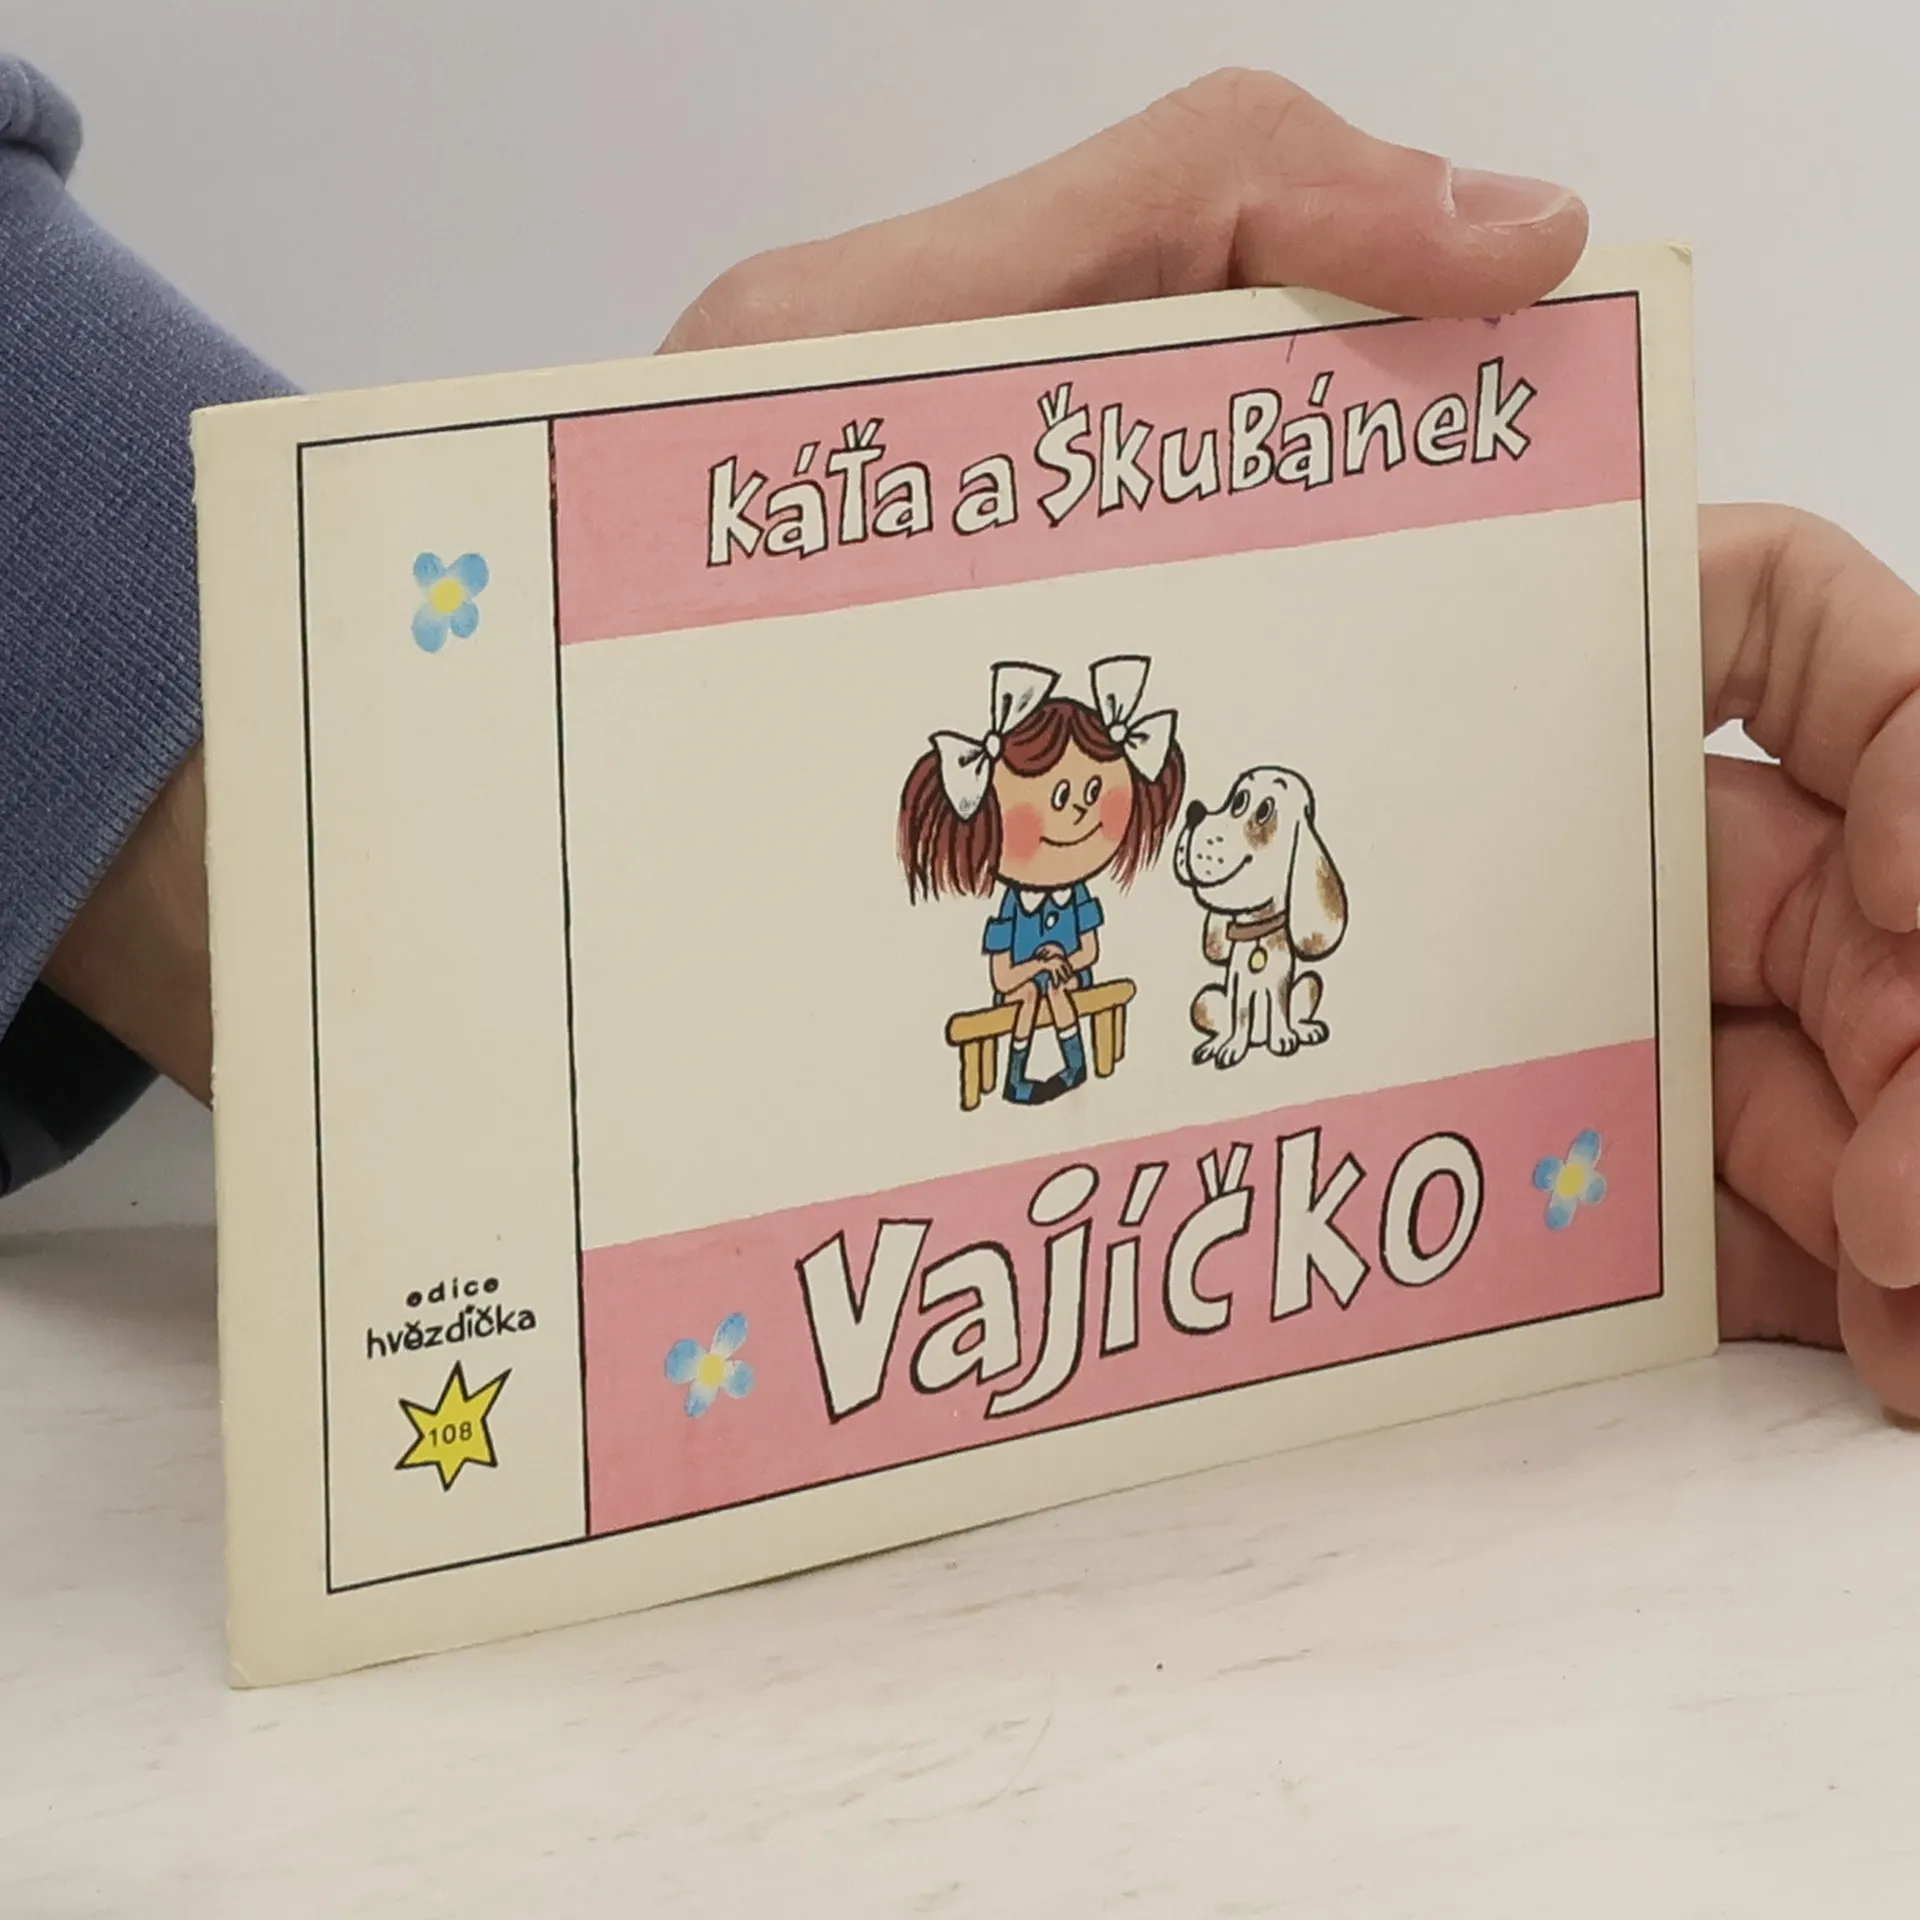 Káťa a ŠkuBánek
Vajíčko
edice
hvězdička
108